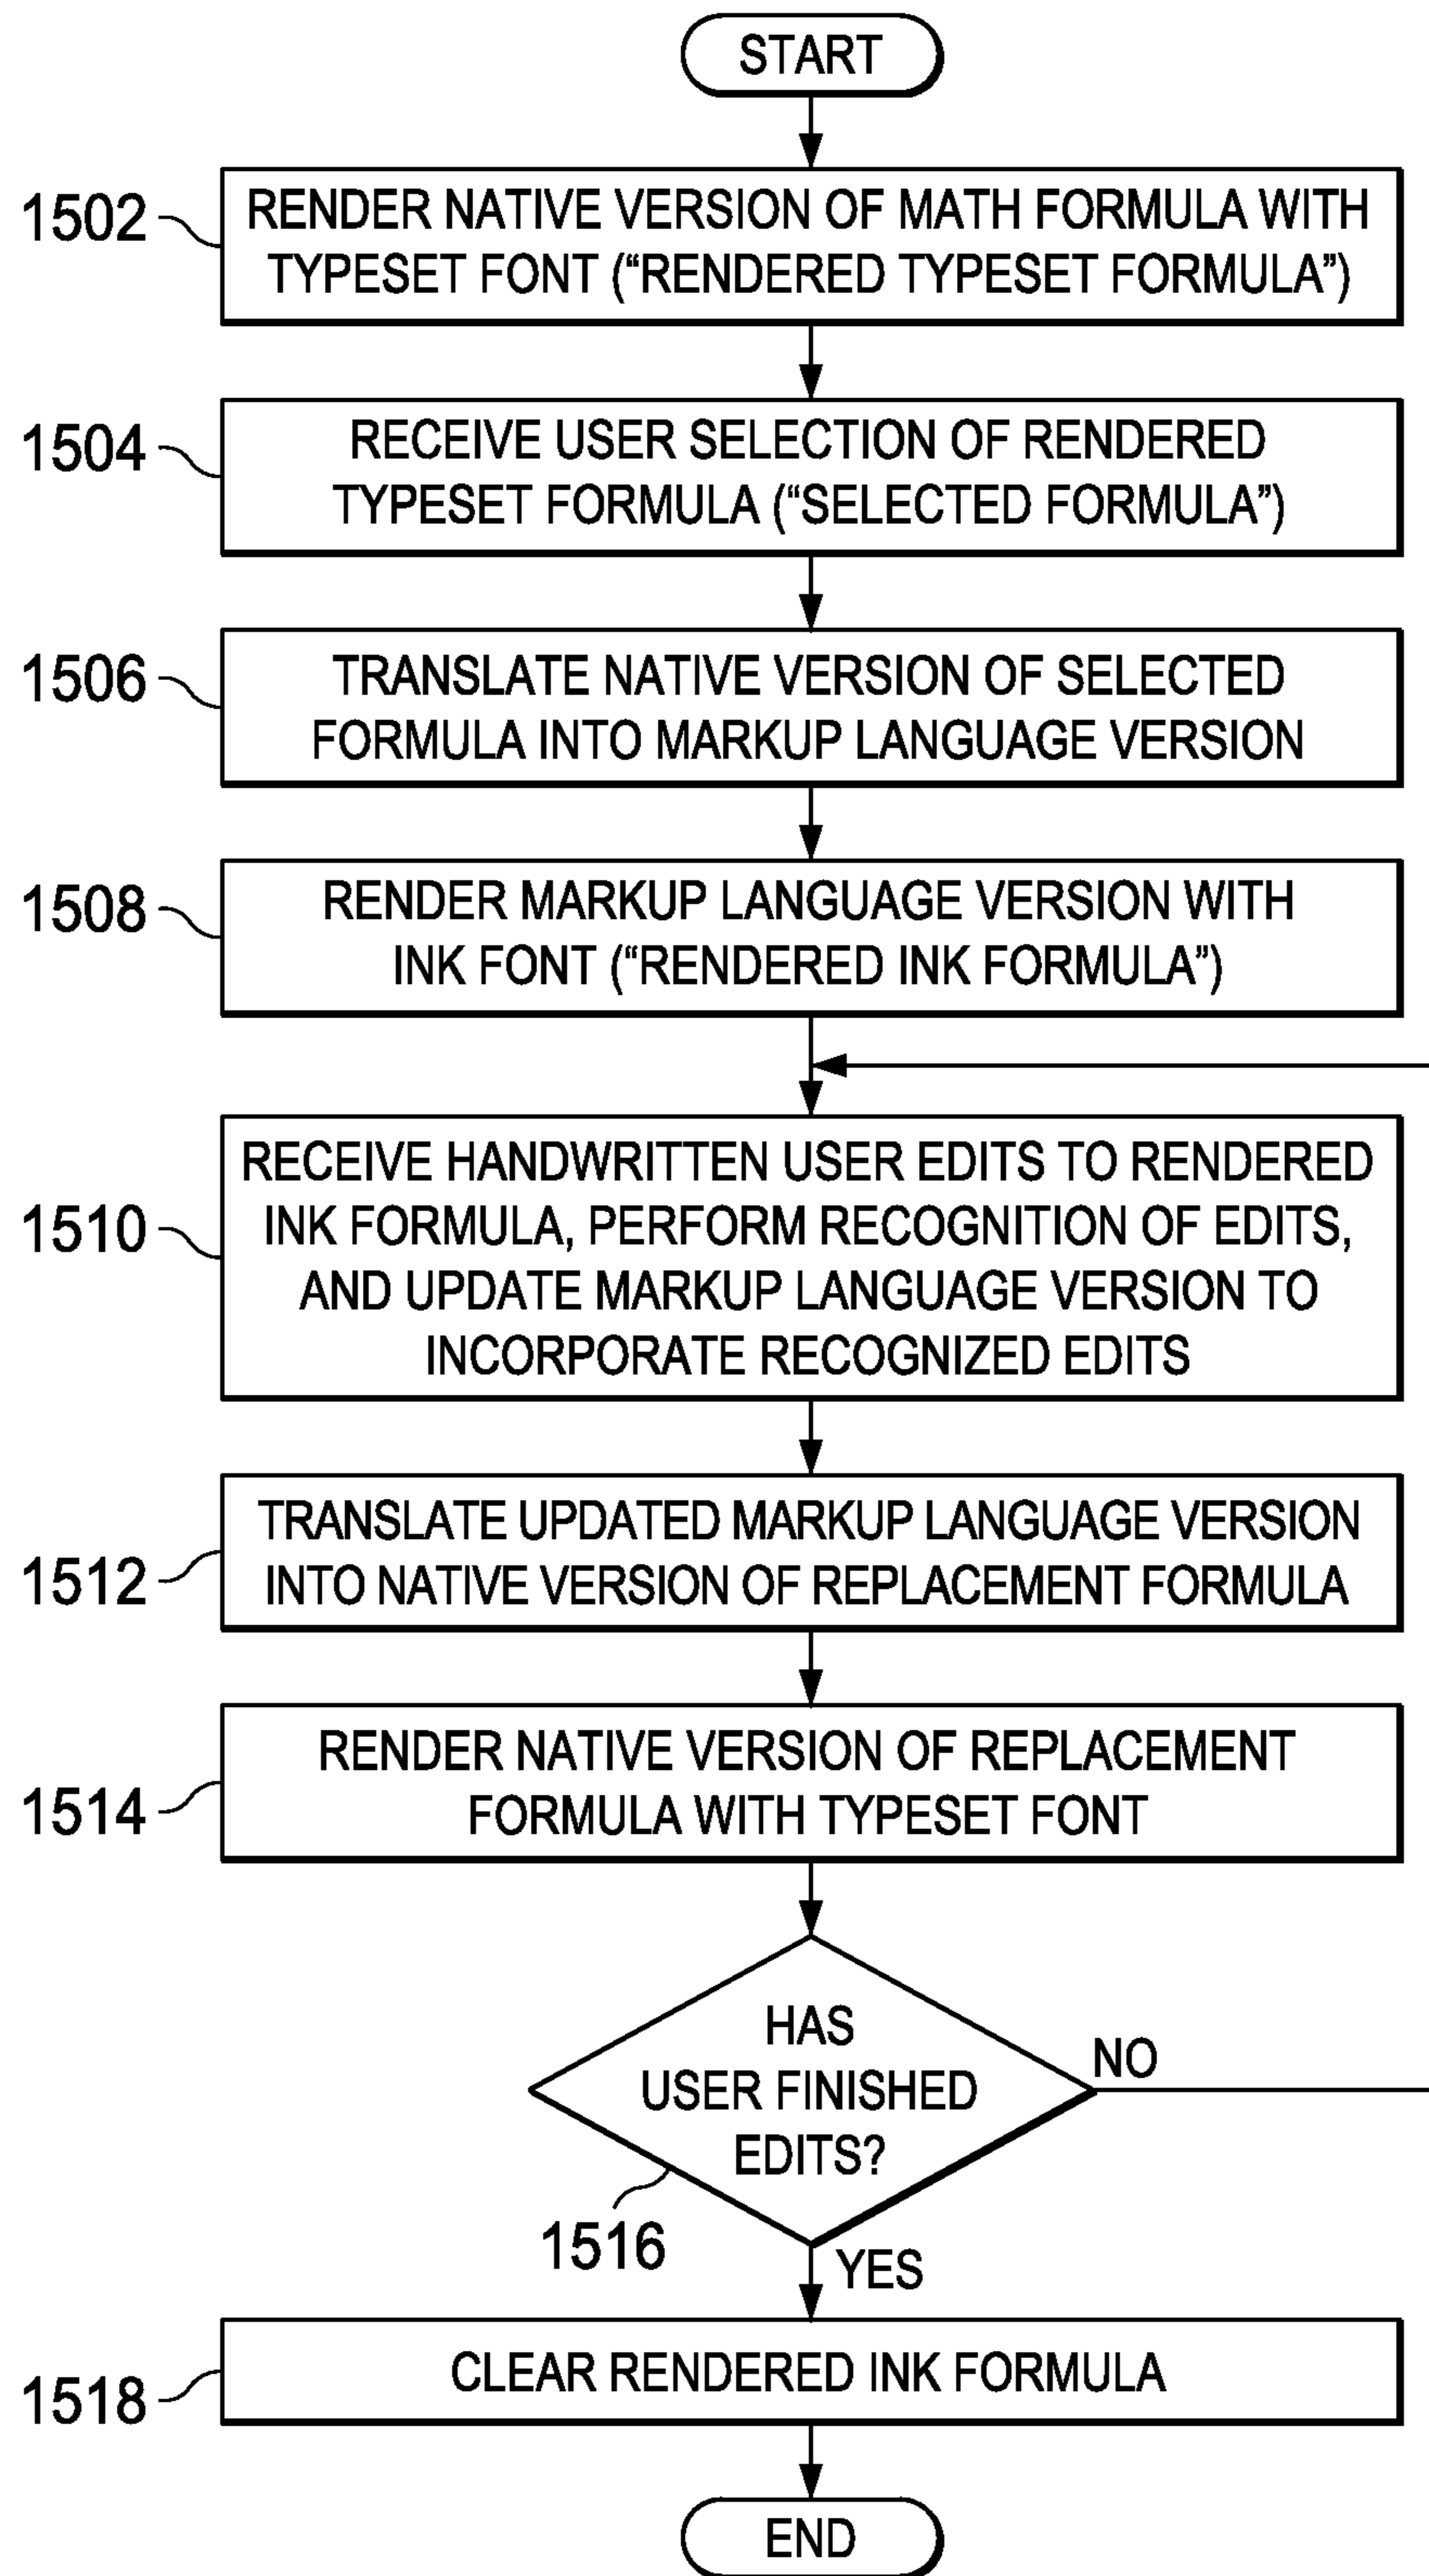 START
1502
RENDER NATIVE VERSION OF MATH FORMULA WITH
TYPESET FONT (“RENDERED TYPESET FORMULA”)
1504
RECEIVE USER SELECTION OF RENDERED
TYPESET FORMULA (“SELECTED FORMULA”)
1506
TRANSLATE NATIVE VERSION OF SELECTED
FORMULA INTO MARKUP LANGUAGE VERSION
1508
RENDER MARKUP LANGUAGE VERSION WITH
INK FONT (“RENDERED INK FORMULA”)
1510
RECEIVE HANDWRITTEN USER EDITS TO RENDERED
INK FORMULA, PERFORM RECOGNITION OF EDITS,
AND UPDATE MARKUP LANGUAGE VERSION TO
INCORPORATE RECOGNIZED EDITS
1512
TRANSLATE UPDATED MARKUP LANGUAGE VERSION
INTO NATIVE VERSION OF REPLACEMENT FORMULA
1514
RENDER NATIVE VERSION OF REPLACEMENT
FORMULA WITH TYPESET FONT
HAS
USER FINISHED
EDITS?
NO
1516
YES
1518
CLEAR RENDERED INK FORMULA
END